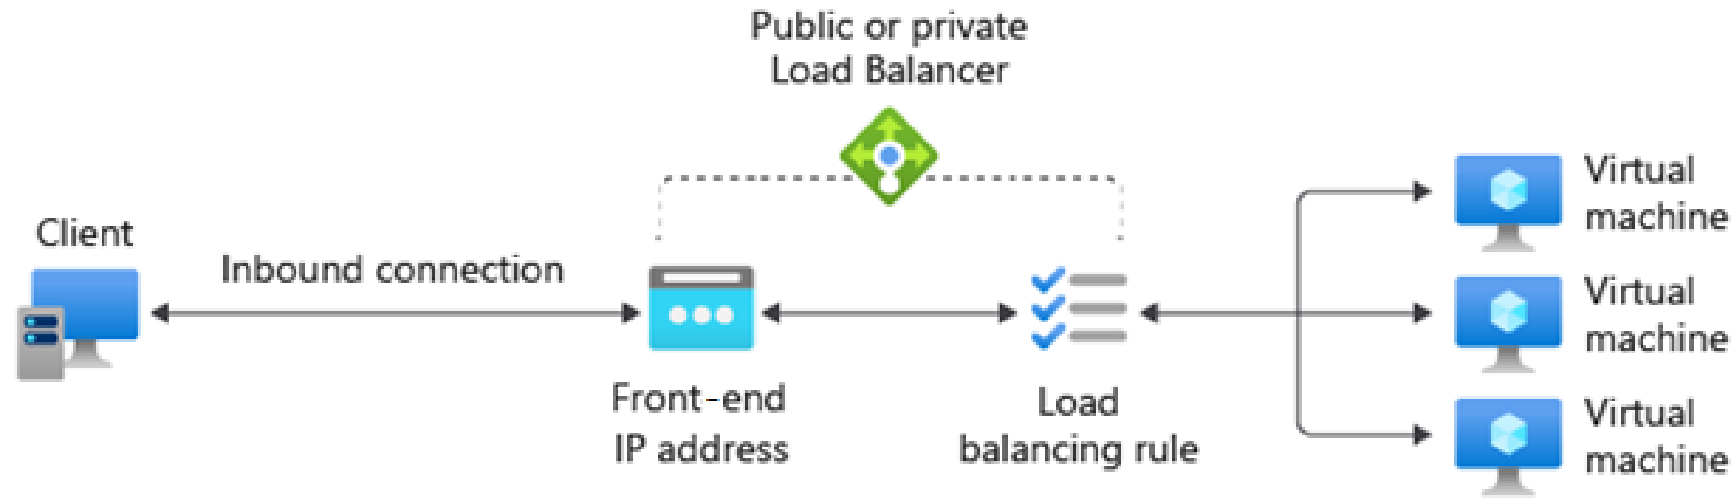 Public or private
Load Balancer
Client
Inbound connection
Front-end
IP address
Load
balancing rule
Virtual
machine
Virtual
machine
Virtual
machine